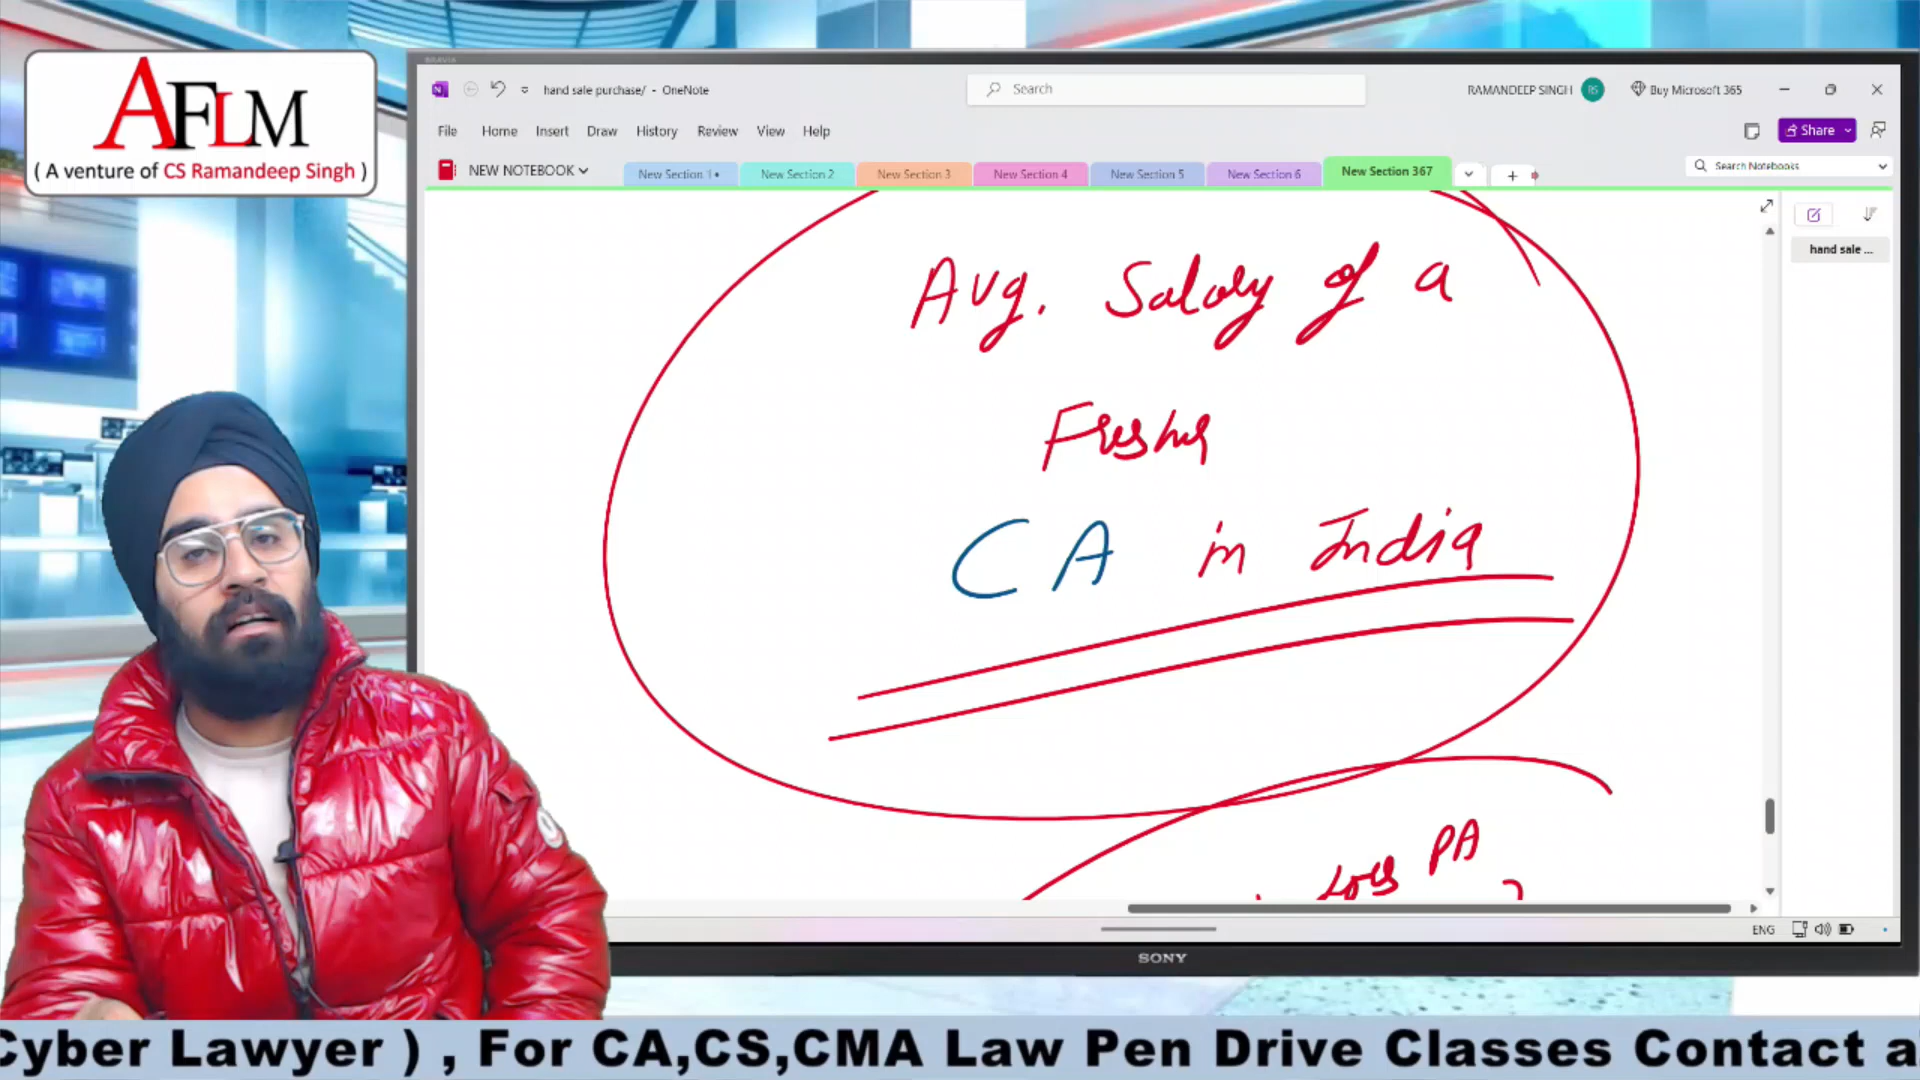 AFLM
( A venture of CS Ramandeep Singh )
BRAVIA
hand sale purchase/ - OneNote
Search
RAMANDEEP SINGH
RS
Buy Microsoft 365
File Home Insert Draw History Review View Help
Share
NEW NOTEBOOK
New Section 1
New Section 2
New Section 3
New Section 4
New Section 5
New Section 6
New Section 367
Search Notebooks
hand sale ...
Avg. Salary of a
Fresher
CA in India
PA
ENG
SONY
Cyber Lawyer ) , For CA,CS,CMA Law Pen Drive Classes Contact a